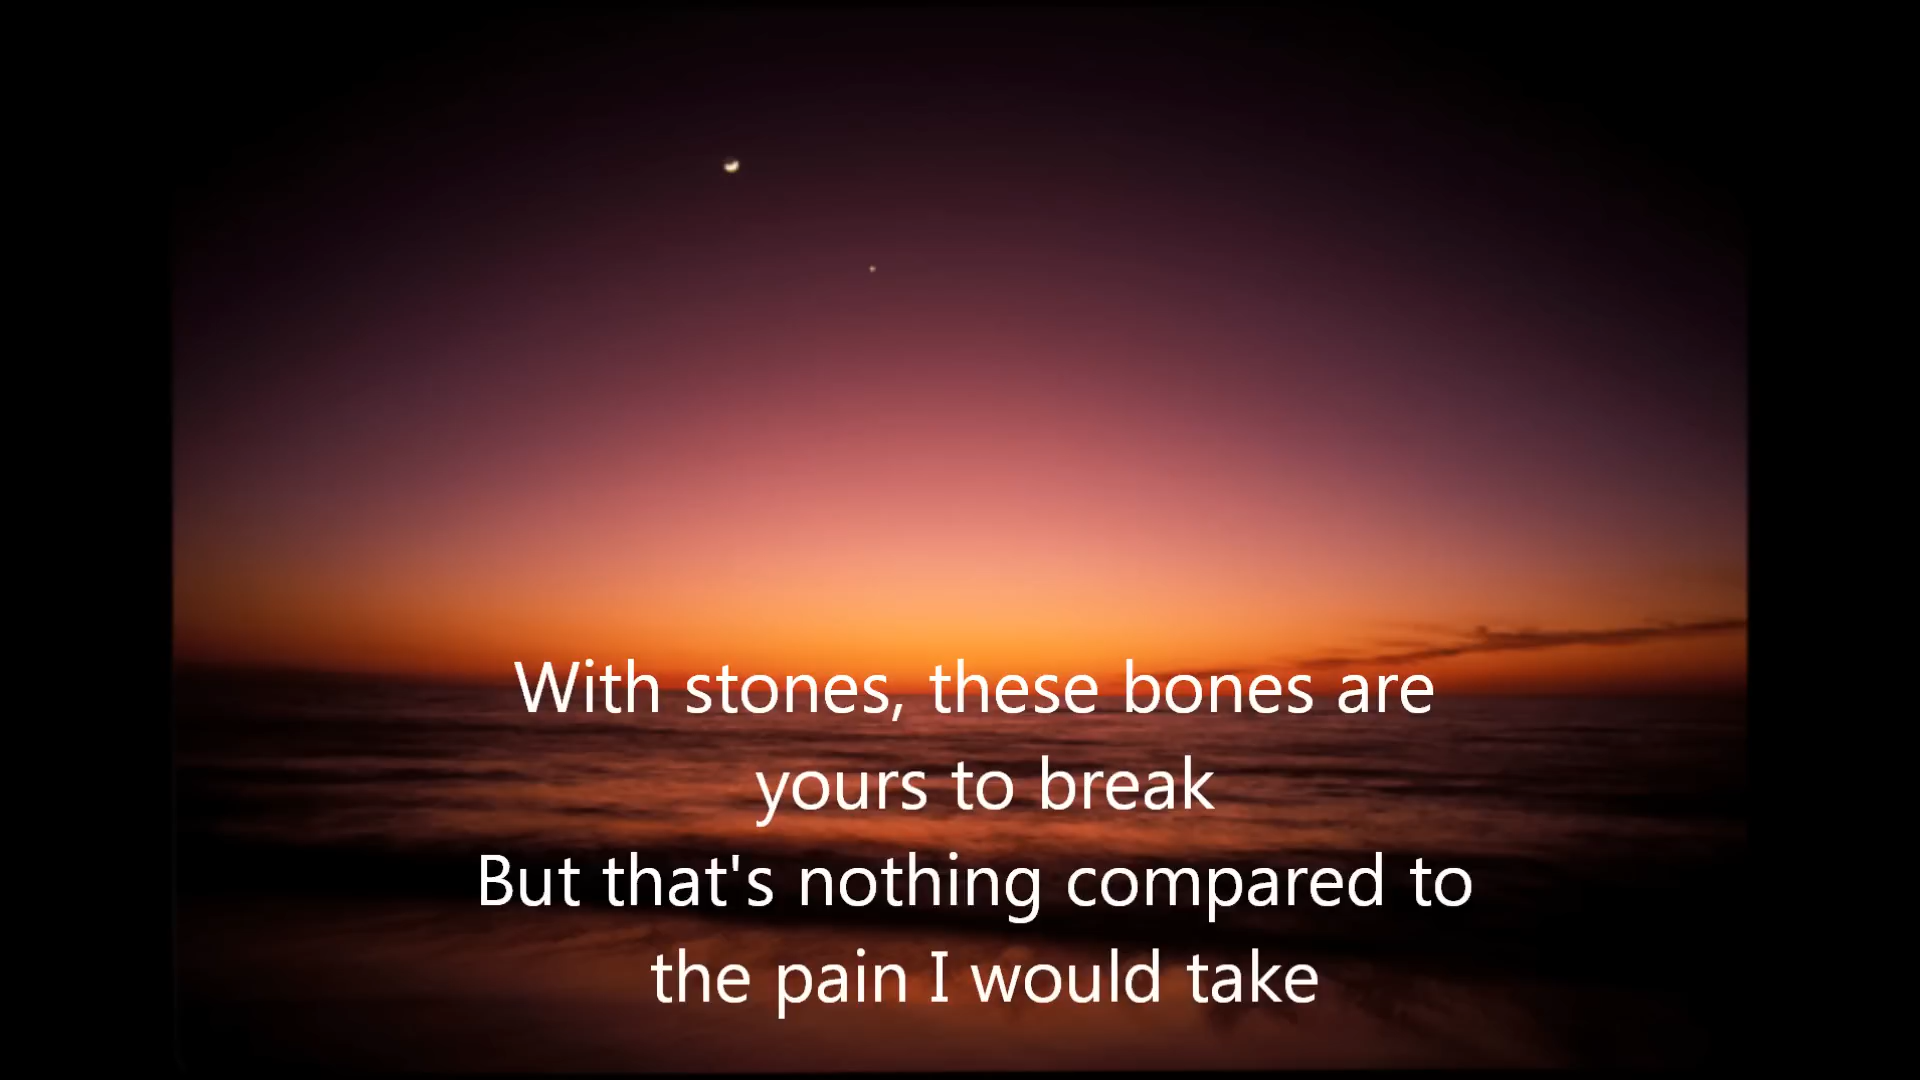 With stones, these bones are
yours to break
But that's nothing compared to
the pain I would take